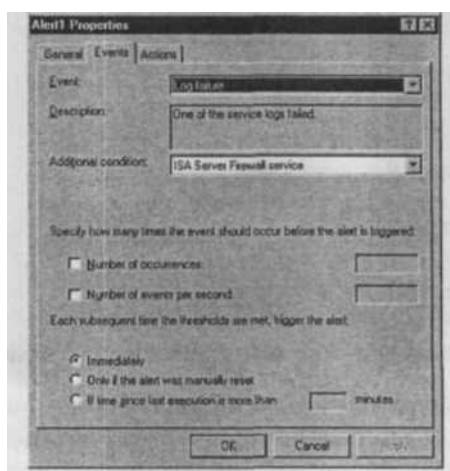 Alert1 Properties
General Events Actions
Event: Log failure
Description: One of the service logs failed.
Additional condition: ISA Server Firewall service
Specify how many times the event should occur before the alert is triggered:
Number of occurrences:
Number of events per second:
Each subsequent time the thresholds are met, trigger the alert:
Immediately
Only if the alert was manually reset
If time since last execution is more than minutes
OK Cancel